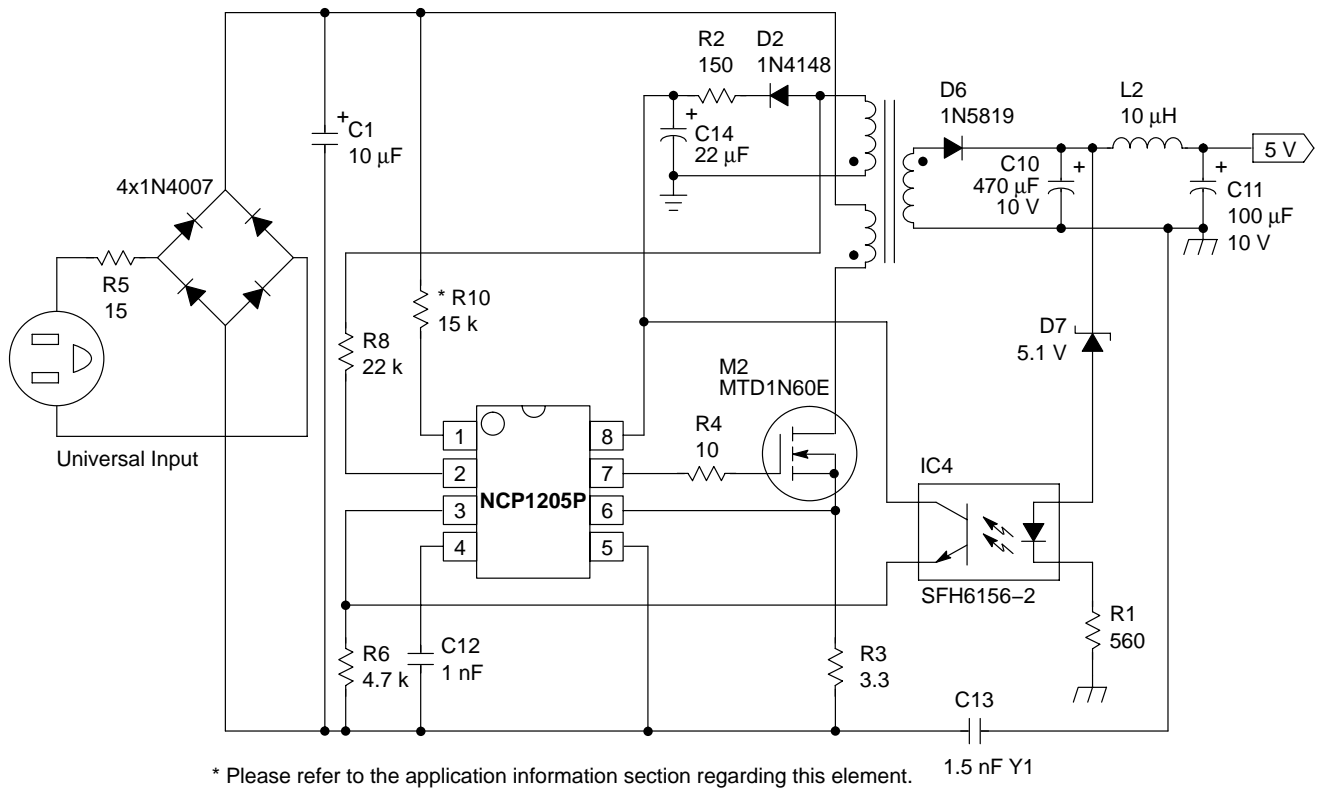 R2
150
D2
1N4148
D6
1N5819
L2
10 μH
+
C1
10 μF
+
C14
22 μF
C10
470 μF
10 V
+
+
C11
100 μF
10 V
5 V
4x1N4007
R5
15
* R10
15 k
R8
22 k
D7
5.1 V
M2
MTD1N60E
R4
10
Universal Input
1
2
3
4
NCP1205P
8
7
6
5
IC4
SFH6156−2
R1
560
R6
4.7 k
C12
1 nF
R3
3.3
C13
1.5 nF Y1
* Please refer to the application information section regarding this element.